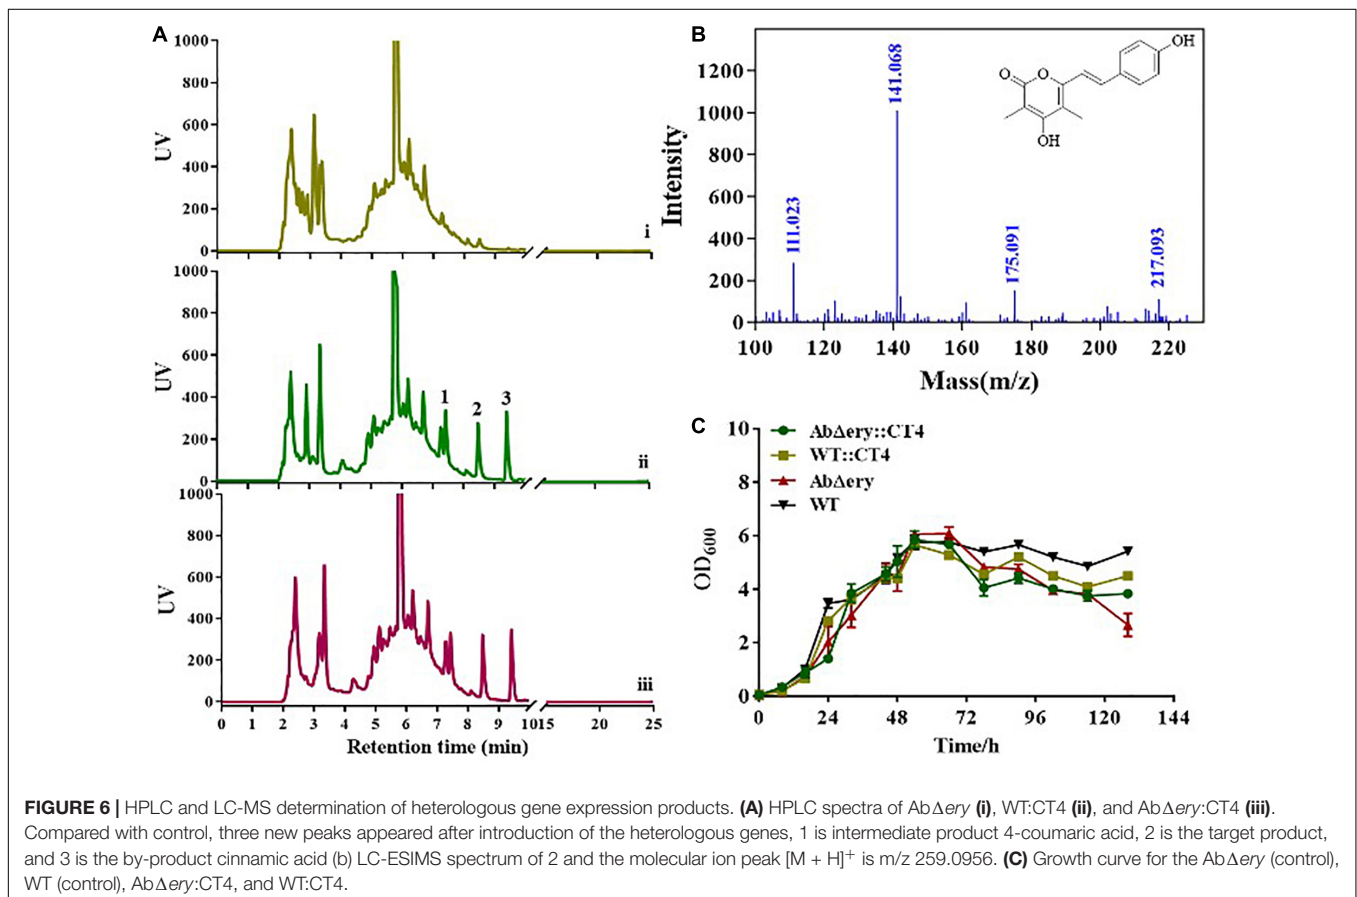 A
1000
800
600
400
200
0
UV
i
1000
800
600
400
200
0
UV
1
2
3
ii
1000
800
600
400
200
0
UV
iii
0 1 2 3 4 5 6 7 8 9 10 15 20 25
Retention time (min)
B
1200
1000
800
600
400
200
0
Intensity
111.023
141.068
175.091
217.093
O
O
OH
OH
100 120 140 160 180 200 220
Mass(m/z)
C
10
8
6
4
2
0
OD600
AbΔery::CT4
WT::CT4
AbΔery
WT
0 24 48 72 96 120 144
Time/h
FIGURE 6 | HPLC and LC-MS determination of heterologous gene expression products. (A) HPLC spectra of AbΔery (i), WT:CT4 (ii), and AbΔery:CT4 (iii).
Compared with control, three new peaks appeared after introduction of the heterologous genes, 1 is intermediate product 4-coumaric acid, 2 is the target product,
and 3 is the by-product cinnamic acid (b) LC-ESIMS spectrum of 2 and the molecular ion peak [M + H]+ is m/z 259.0956. (C) Growth curve for the AbΔery (control),
WT (control), AbΔery:CT4, and WT:CT4.